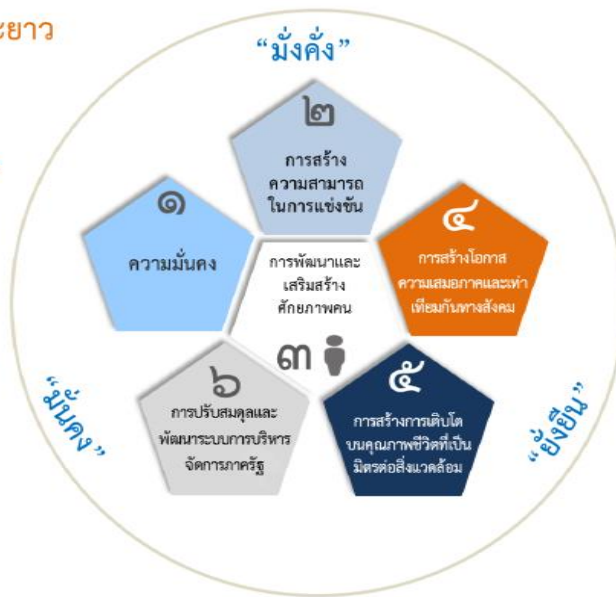 ะยาว
“มั่งคั่ง”
๒
การสร้าง
ความสามารถ
ในการแข่งขัน
๑
ความมั่นคง
การพัฒนาและ
เสริมสร้าง
ศักยภาพคน
๓
๔
การสร้างโอกาส
ความเสมอภาคและเท่า
เทียมกันทางสังคม
๖
การปรับสมดุลและ
พัฒนาระบบการบริหาร
จัดการภาครัฐ
๕
การสร้างการเติบโต
บนคุณภาพชีวิตที่เป็น
มิตรต่อสิ่งแวดล้อม
“มั่นคง”
“ยั่งยืน”